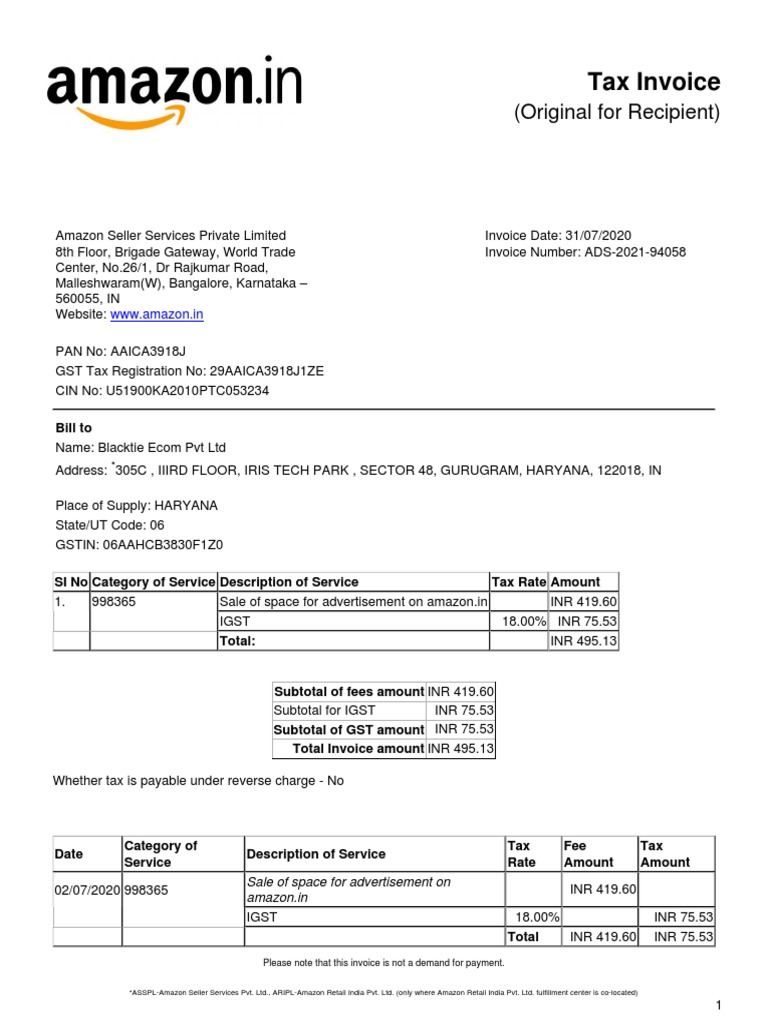 amazon.in
Tax Invoice
(Original for Recipient)
Amazon Seller Services Private Limited
8th Floor, Brigade Gateway, World Trade
Center, No.26/1, Dr Rajkumar Road,
Malleshwaram(W), Bangalore, Karnataka –
560055, IN
Website: www.amazon.in
Invoice Date: 31/07/2020
Invoice Number: ADS-2021-94058
PAN No: AAICA3918J
GST Tax Registration No: 29AAICA3918J1ZE
CIN No: U51900KA2010PTC053234
Bill to
Name: Blacktie Ecom Pvt Ltd
Address: *305C , IIIRD FLOOR, IRIS TECH PARK , SECTOR 48, GURUGRAM, HARYANA, 122018, IN
Place of Supply: HARYANA
State/UT Code: 06
GSTIN: 06AAHCB3830F1Z0
SI No Category of Service Description of Service Tax Rate Amount
1. 998365 Sale of space for advertisement on amazon.in INR 419.60
IGST 18.00% INR 75.53
Total: INR 495.13
Subtotal of fees amount INR 419.60
Subtotal for IGST INR 75.53
Subtotal of GST amount INR 75.53
Total Invoice amount INR 495.13
Whether tax is payable under reverse charge - No
Date Category of Service Description of Service Tax Rate Fee Amount Tax Amount
02/07/2020 998365 Sale of space for advertisement on amazon.in INR 419.60
IGST 18.00% INR 75.53
Total INR 419.60 INR 75.53
Please note that this invoice is not a demand for payment.
*ASSPL-Amazon Seller Services Pvt. Ltd., ARIPL-Amazon Retail India Pvt. Ltd. (only where Amazon Retail India Pvt. Ltd. fulfillment center is co-located)
1